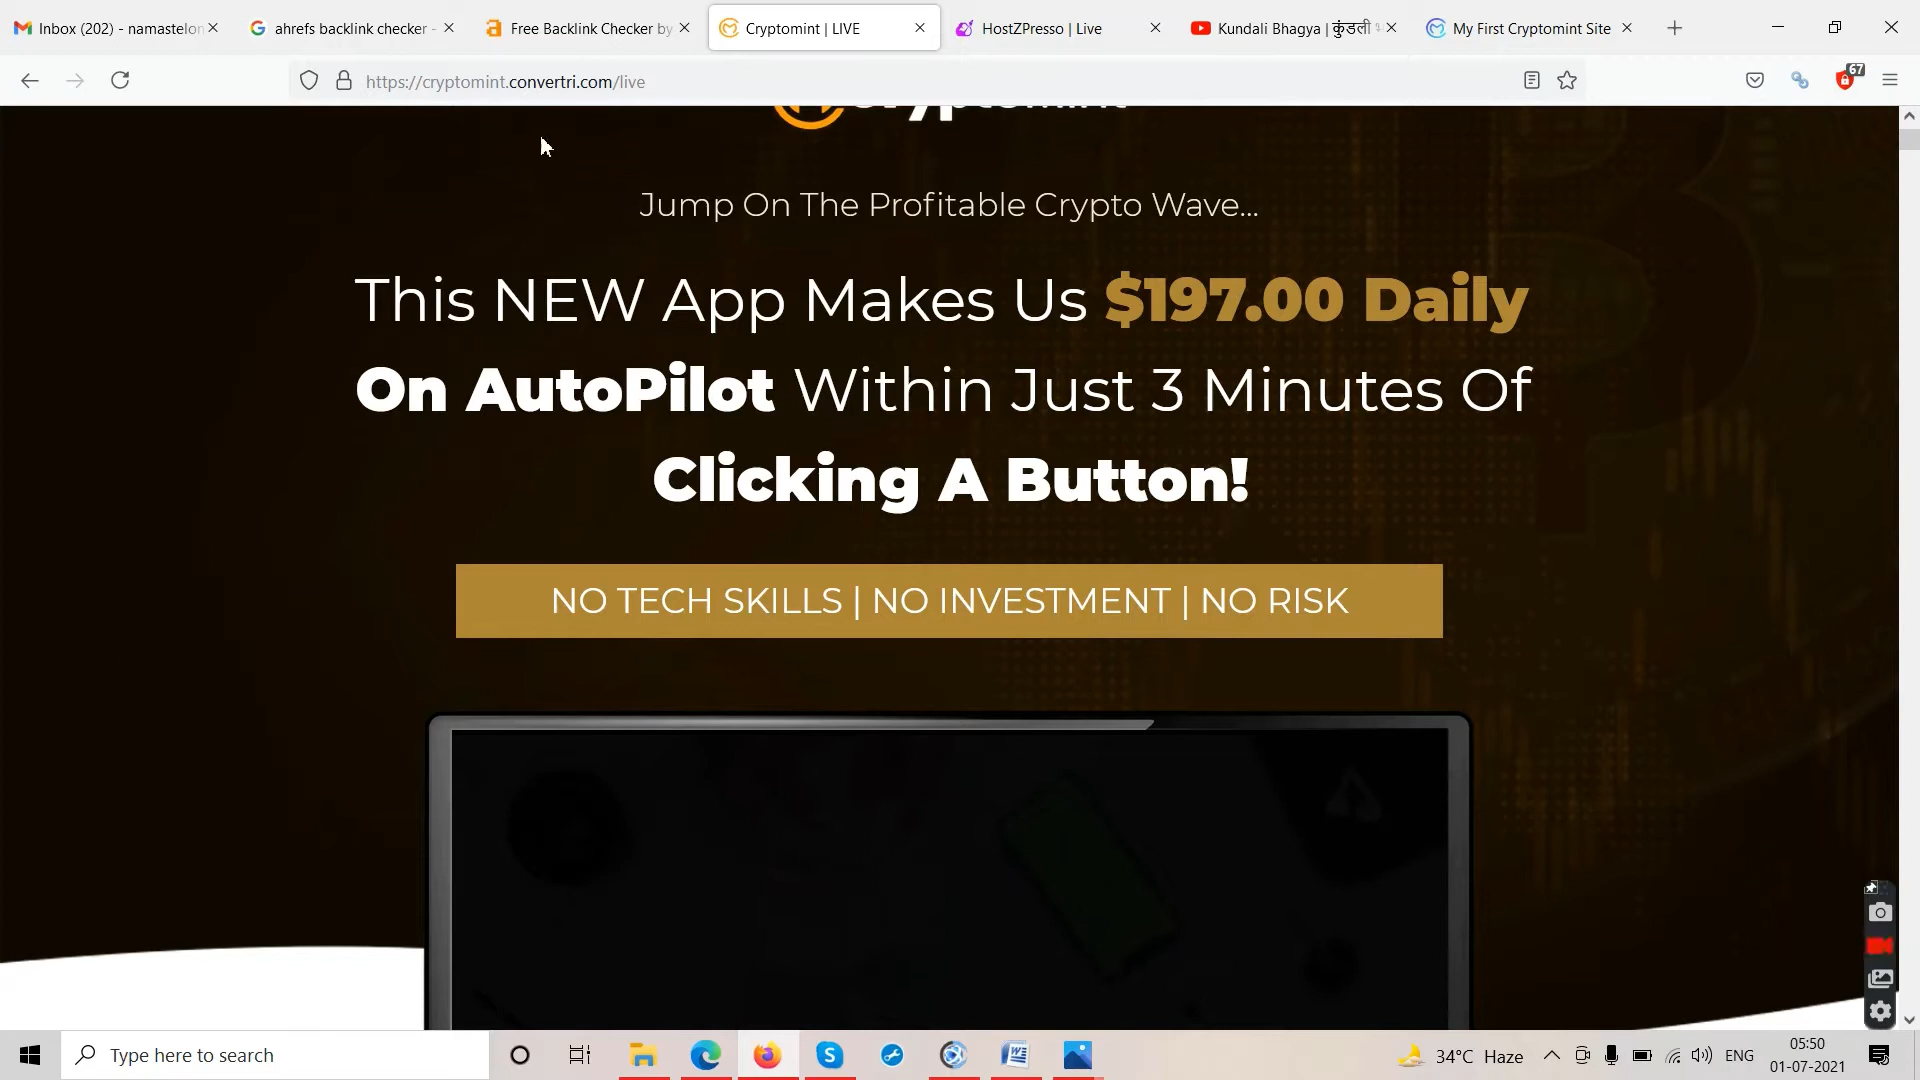 Inbox (202) - namastelon
ahrefs backlink checker -
Free Backlink Checker by
Cryptomint | LIVE
HostZPresso | Live
Kundali Bhagya | कुंडली
My First Cryptomint Site
https://cryptomint.convertri.com/live
67
Cryptomint
Jump On The Profitable Crypto Wave...
This NEW App Makes Us $197.00 Daily
On AutoPilot Within Just 3 Minutes Of
Clicking A Button!
NO TECH SKILLS | NO INVESTMENT | NO RISK
Type here to search
34°C Haze
ENG
05:50
01-07-2021